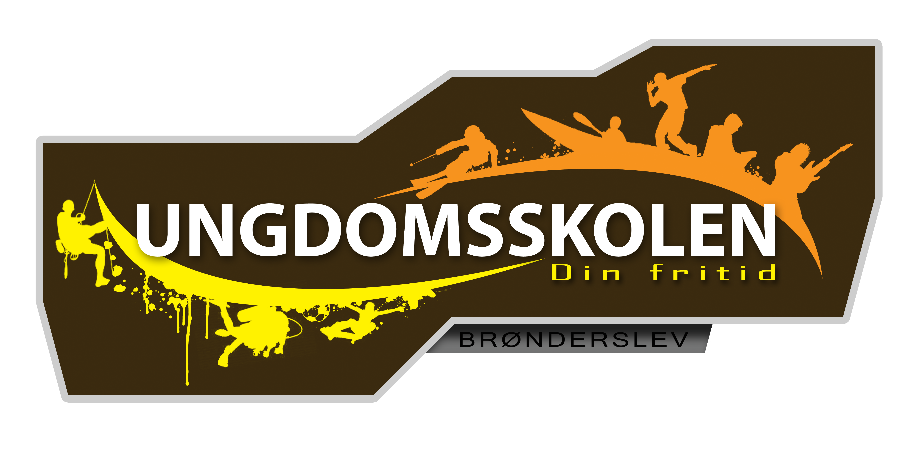 UNGDOMSSKOLEN
Din fritid
BRØNDERSLEV